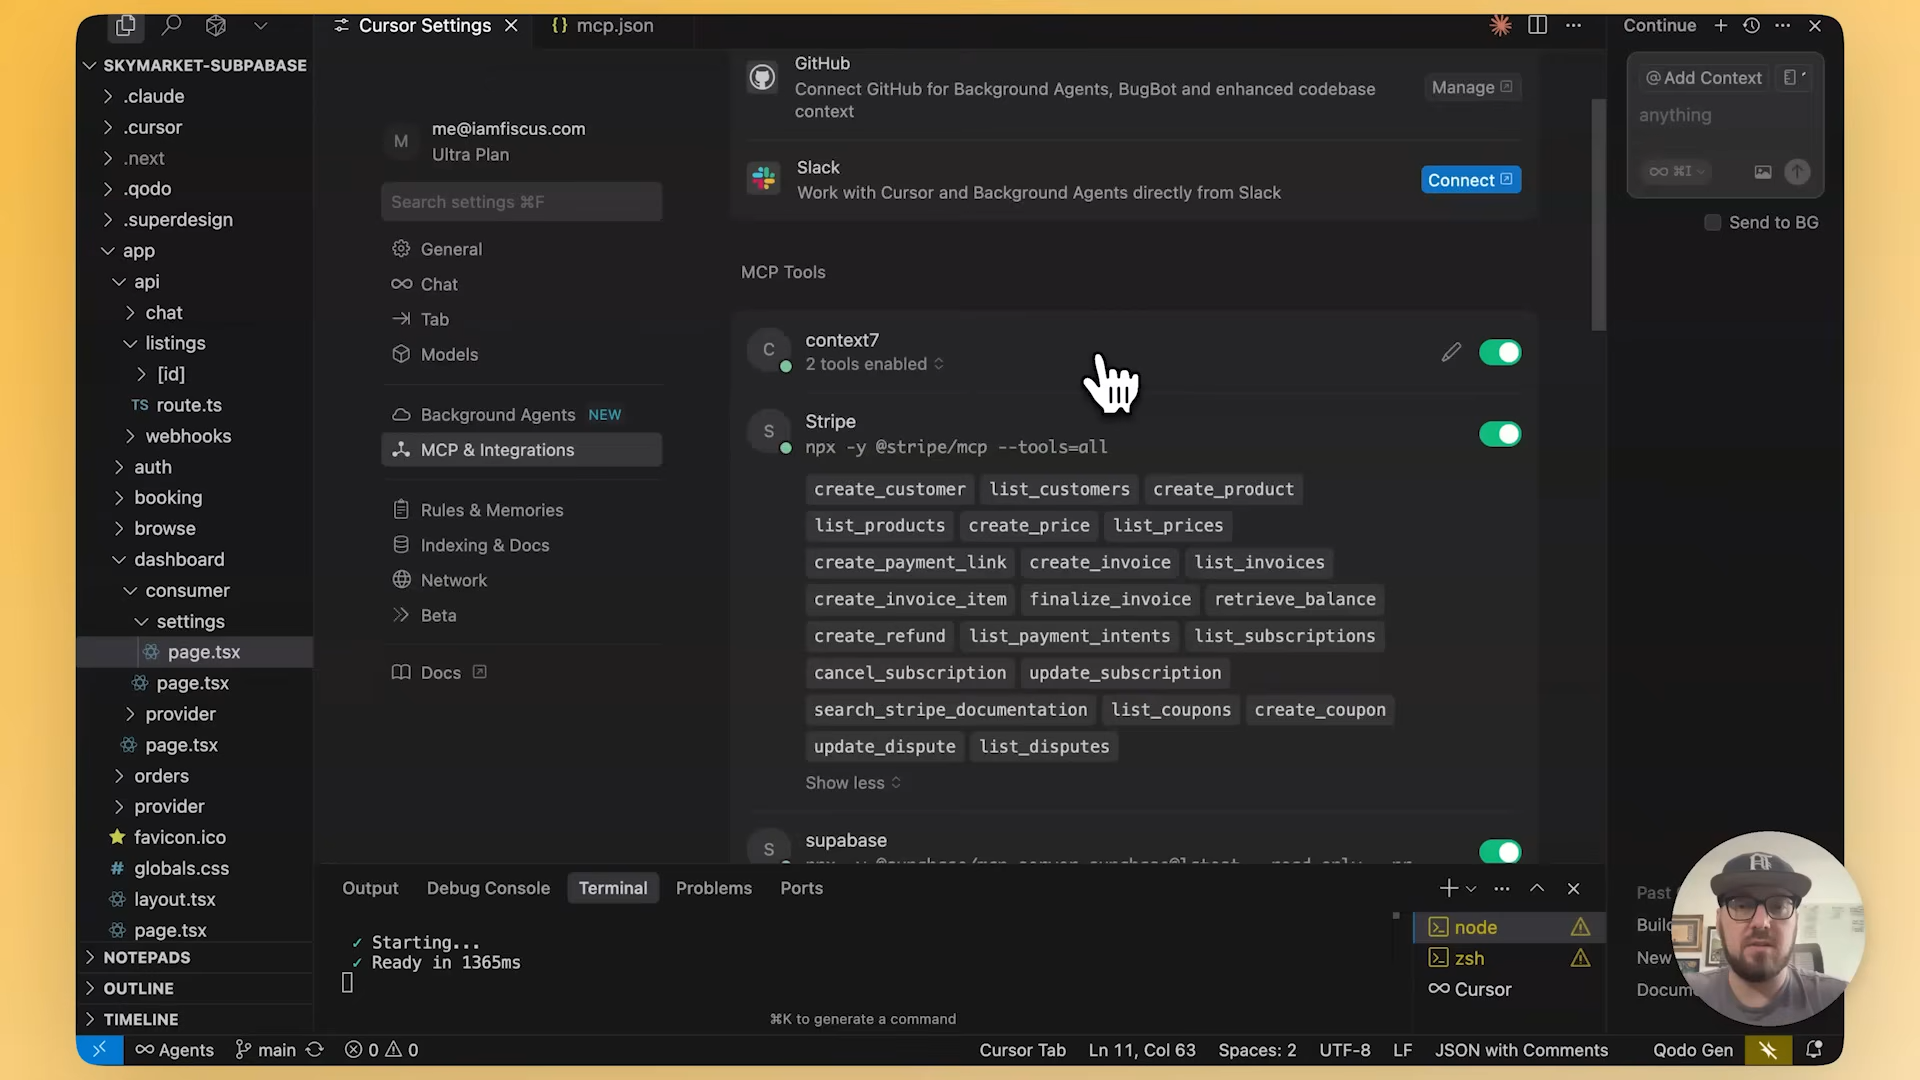 Cursor Settings
mcp.json
Continue
SKYMARKET-SUBPABASE
.claude
.cursor
.next
.qodo
.superdesign
app
api
chat
listings
[id]
TS route.ts
webhooks
auth
booking
browse
dashboard
consumer
settings
page.tsx
page.tsx
provider
page.tsx
orders
provider
favicon.ico
# globals.css
layout.tsx
page.tsx
NOTEPADS
OUTLINE
TIMELINE
M
me@iamfiscus.com
Ultra Plan
Search settings ⌘F
General
Chat
Tab
Models
Background Agents NEW
MCP & Integrations
Rules & Memories
Indexing & Docs
Network
Beta
Docs
GitHub
Connect GitHub for Background Agents, BugBot and enhanced codebase
context
Manage
Slack
Work with Cursor and Background Agents directly from Slack
Connect
MCP Tools
C
context7
2 tools enabled
S
Stripe
npx -y @stripe/mcp --tools=all
create_customer list_customers create_product
list_products create_price list_prices
create_payment_link create_invoice list_invoices
create_invoice_item finalize_invoice retrieve_balance
create_refund list_payment_intents list_subscriptions
cancel_subscription update_subscription
search_stripe_documentation list_coupons create_coupon
update_dispute list_disputes
Show less
S
supabase
@Add Context
anything
∞ ⌘I
Send to BG
Output Debug Console Terminal Problems Ports
✓ Starting...
✓ Ready in 1365ms
⌘K to generate a command
node
zsh
∞ Cursor
Past
New
∞ Agents main 0 0
Cursor Tab Ln 11, Col 63 Spaces: 2 UTF-8 LF JSON with Comments Qodo Gen